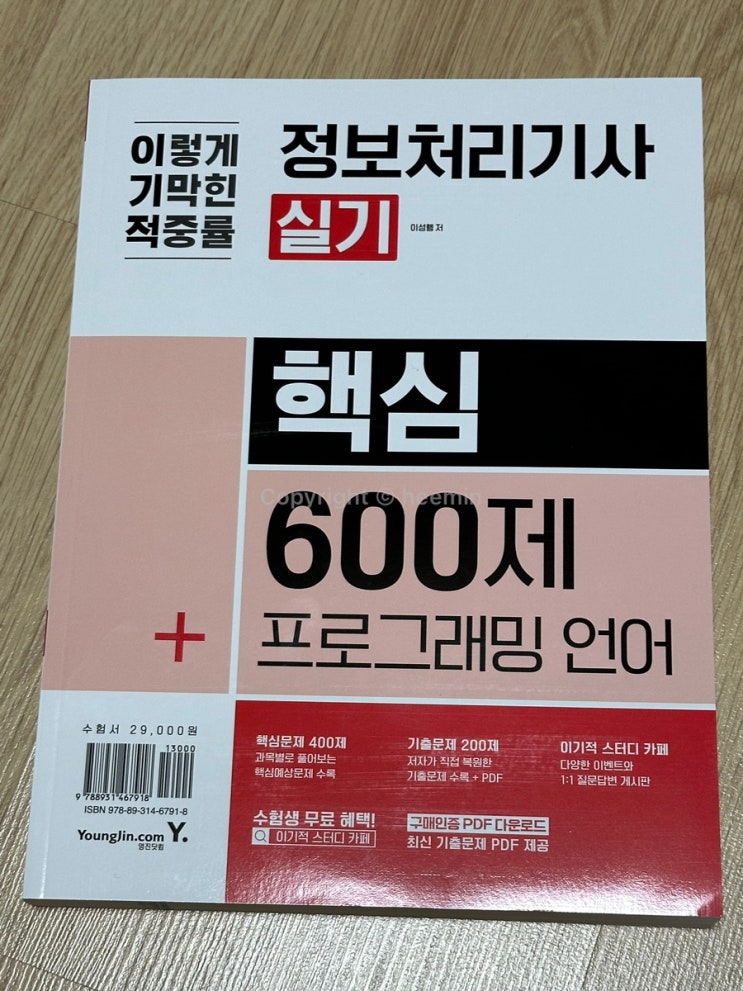 이렇게
기막힌
적중률
정보처리기사
실기
핵심
Copyright © heemin
600제
+ 프로그래밍 언어
수험서 29,000원
13000
9 788931 467918
ISBN 978-89-314-6791-8
YoungJin.com Y.
영진닷컴
핵심문제 400제
과목별로 풀어보는
핵심예상문제 수록
기출문제 200제
저자가 직접 복원한
기출문제 수록 + PDF
이기적 스터디 카페
다양한 이벤트와
1:1 질문답변 게시판
수험생 무료 혜택!
이기적 스터디 카페
구매인증 PDF 다운로드
최신 기출문제 PDF 제공